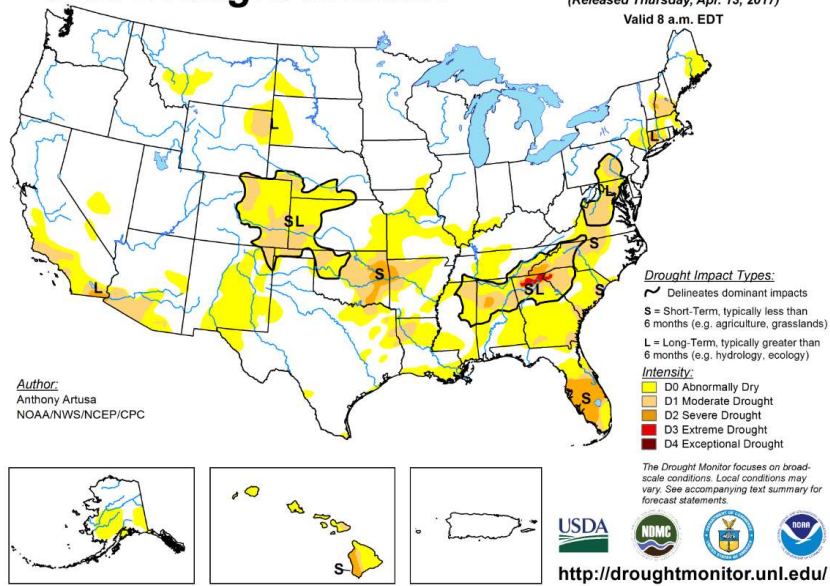 (Released Thursday, Apr. 13, 2017)
Valid 8 a.m. EDT
L
SL
S
L
L
L
S
S
SL
S
S
Drought Impact Types:
Delineates dominant impacts
S = Short-Term, typically less than
6 months (e.g. agriculture, grasslands)
L = Long-Term, typically greater than
6 months (e.g. hydrology, ecology)
Intensity:
D0 Abnormally Dry
D1 Moderate Drought
D2 Severe Drought
D3 Extreme Drought
D4 Exceptional Drought
Author:
Anthony Artusa
NOAA/NWS/NCEP/CPC
The Drought Monitor focuses on broad-
scale conditions. Local conditions may
vary. See accompanying text summary for
forecast statements.
S
USDA
NDMC
NOAA
http://droughtmonitor.unl.edu/